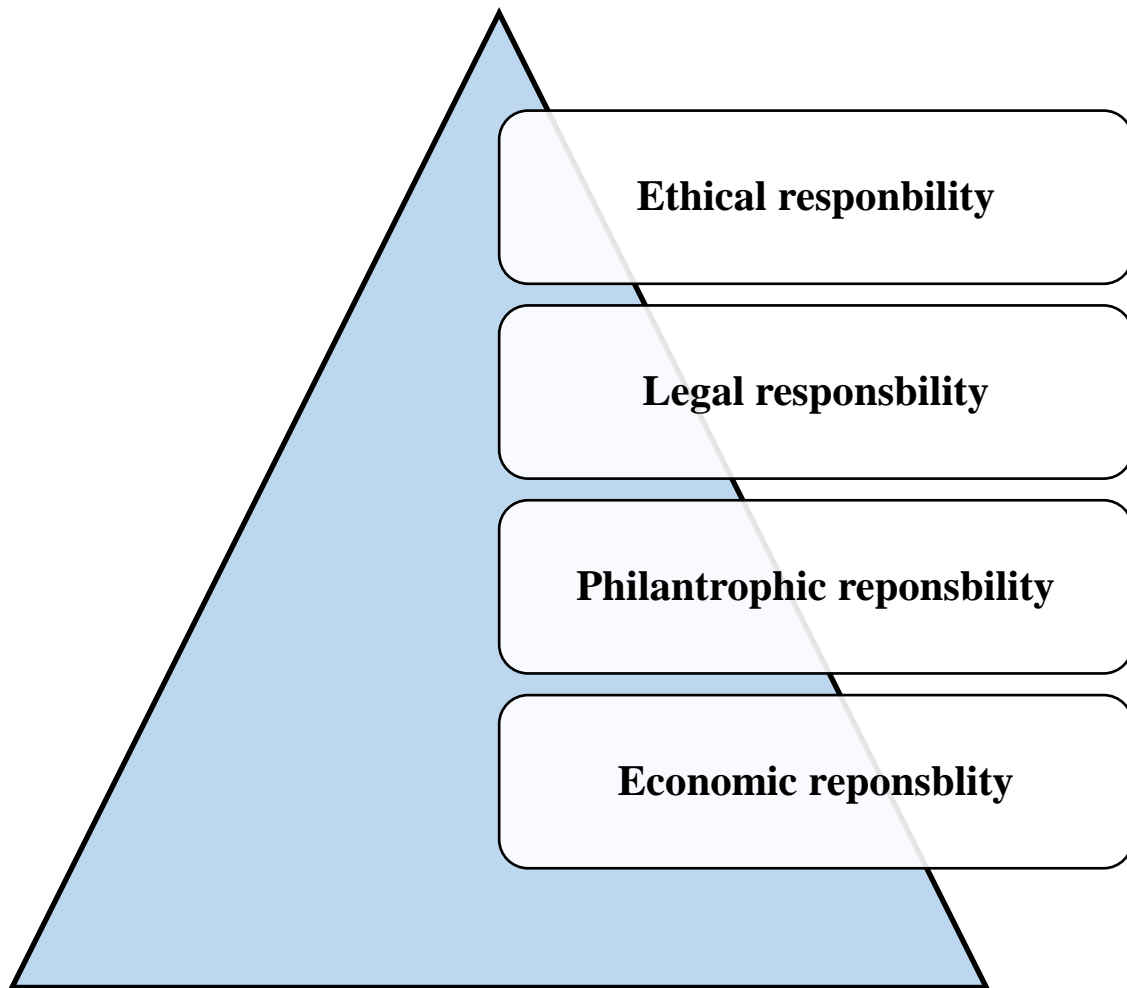 Ethical responbility
Legal responsbility
Philantrophic reponsbility
Economic reponsblity